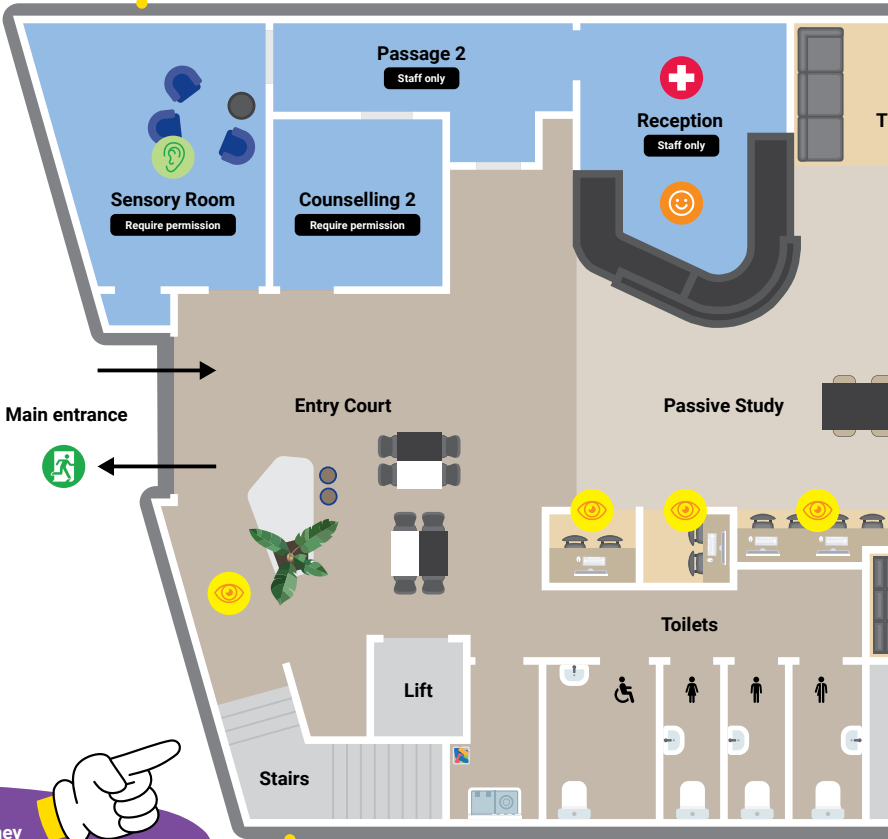 Passage 2
Staff only
Reception
Staff only
T
Sensory Room
Require permission
Counselling 2
Require permission
Main entrance
Entry Court
Passive Study
Toilets
Lift
Stairs
ney